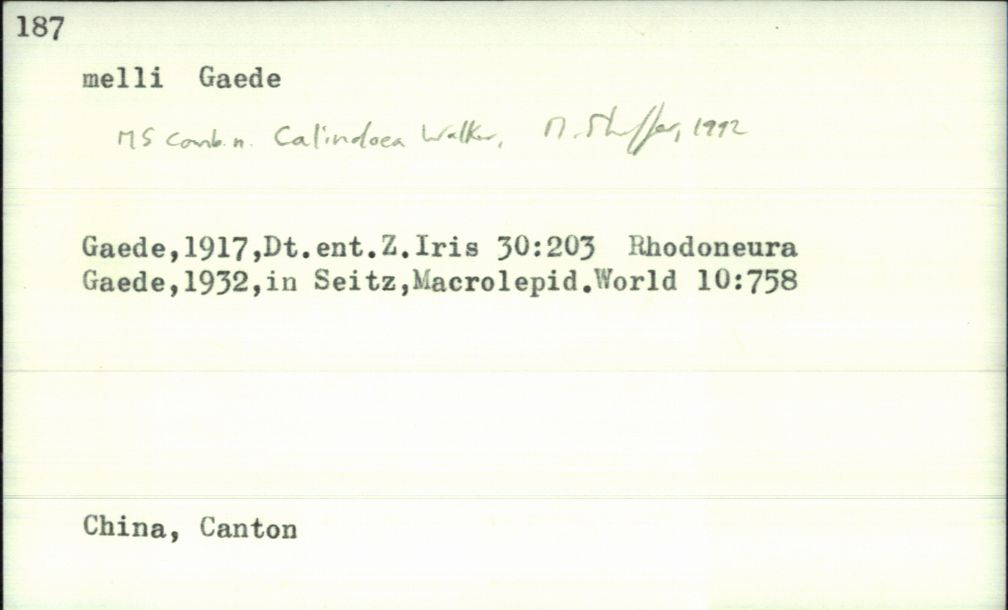 187
melli Gaede
MS comb. n. Calindoea Walker, M. Shaffer, 1992
Gaede,1917,Dt.ent.Z.Iris 30:203 Rhodoneura
Gaede,1932,in Seitz,Macrolepid.World 10:758
China, Canton